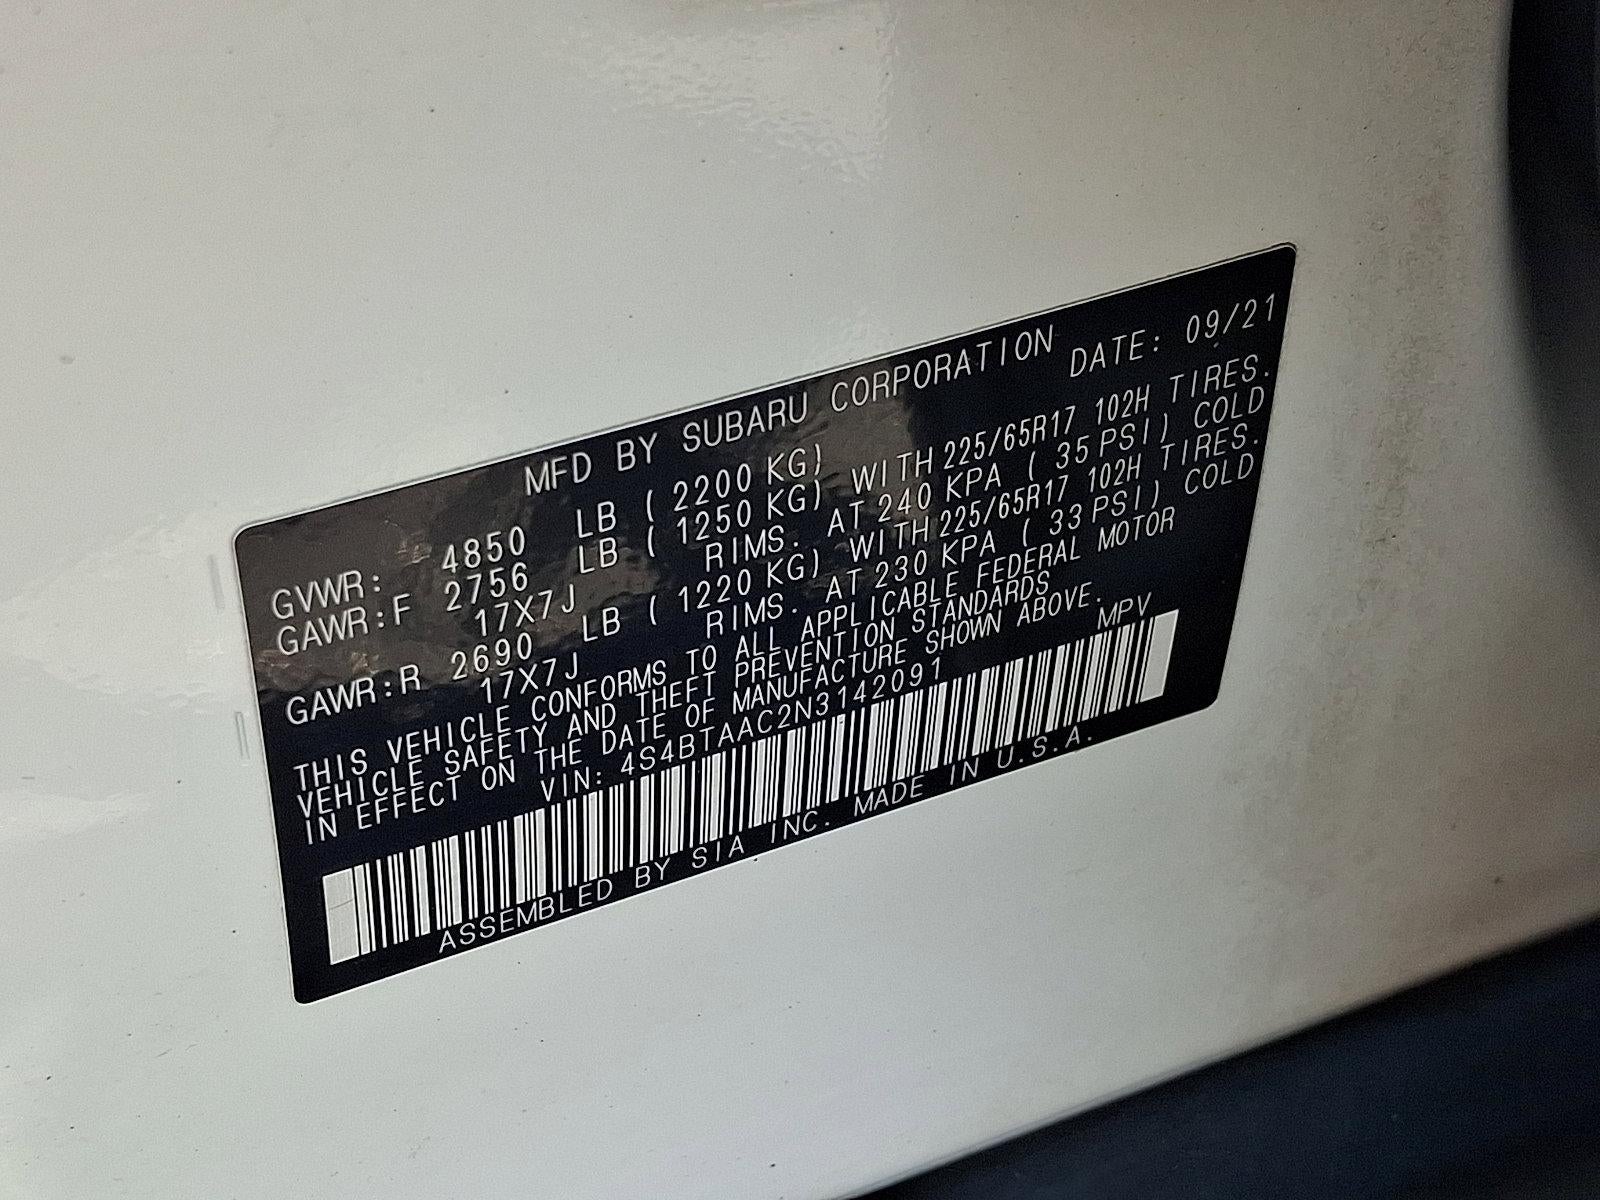 MFD BY SUBARU CORPORATION DATE: 09/21
GVWR: 4850 LB ( 2200 KG)
GAWR:F 2756 LB ( 1250 KG) WITH 225/65R17 102H TIRES.
17X7J RIMS. AT 240 KPA ( 35 PSI) COLD
GAWR:R 2690 LB ( 1220 KG) WITH 225/65R17 102H TIRES.
17X7J RIMS. AT 230 KPA ( 33 PSI) COLD
THIS VEHICLE CONFORMS TO ALL APPLICABLE FEDERAL MOTOR
VEHICLE SAFETY AND THEFT PREVENTION STANDARDS
IN EFFECT ON THE DATE OF MANUFACTURE SHOWN ABOVE.
VIN: 4S4BTAAC2N3142091 MPV
ASSEMBLED BY SIA INC. MADE IN U.S.A.